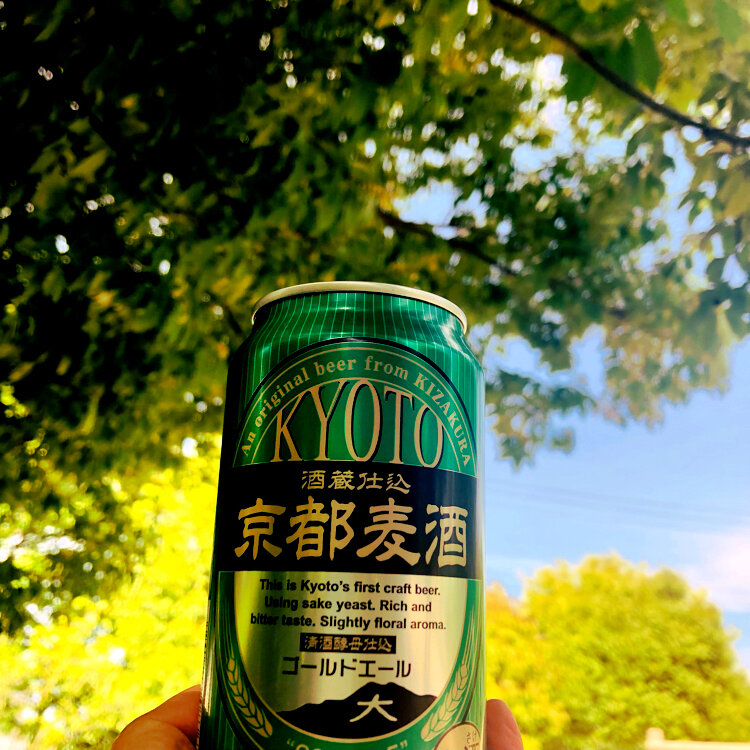 An original beer from KIZAKURA
KYOTO
酒蔵仕込
京都麦酒
This is Kyoto's first craft beer.
Using sake yeast. Rich and
bitter taste. Slightly floral aroma.
清酒酵母仕込
ゴールドエール
大